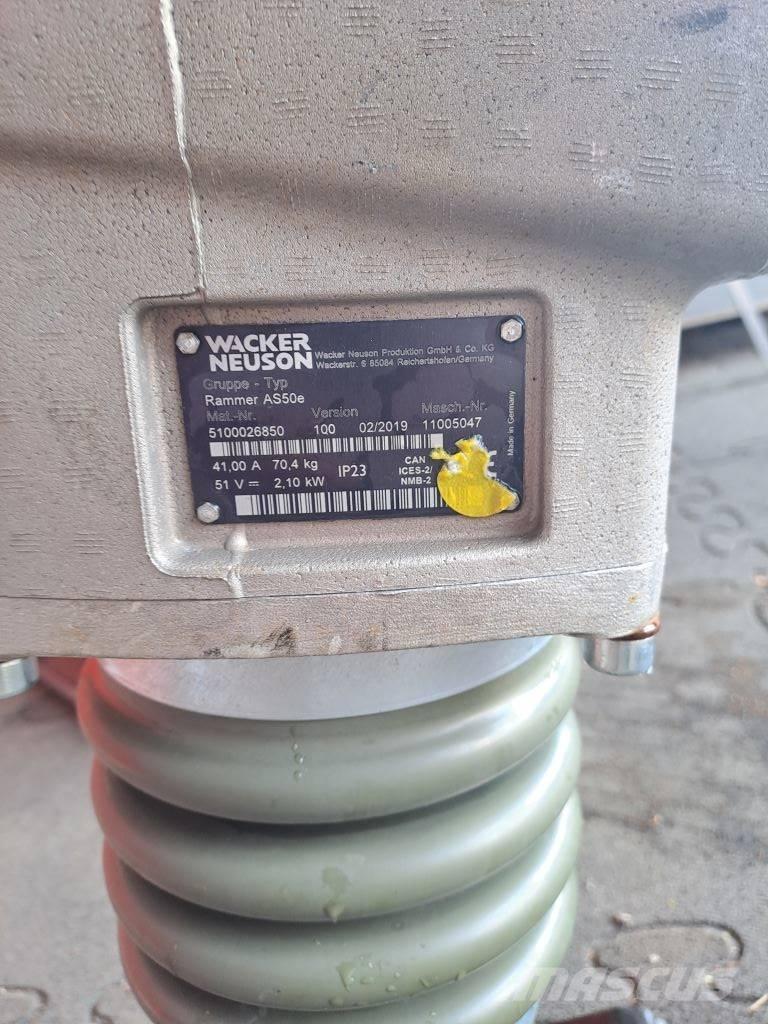 WACKER
NEUSON
Wacker Neuson Produktion GmbH & Co. KG
Wackerstr. 6 85084 Reichertshofen/Germany
Gruppe - Typ
Rammer AS50e
Mat.-Nr. Version Masch.-Nr.
5100026850 100 02/2019 11005047
41,00 A 70,4 kg IP23 CAN
ICES-2/
51 V 2,10 kW NMB-2
Made in Germany
MASCUS